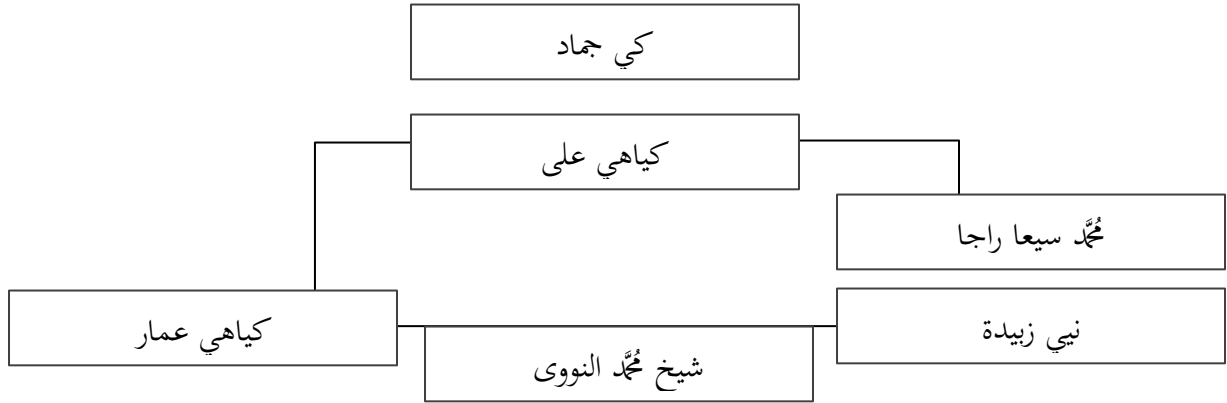 كي جماد
كياهي على
مُحَمَّد سيعا راجا
نيي زبيدة
كياهي عمار
شيخ مُحَمَّد النووى